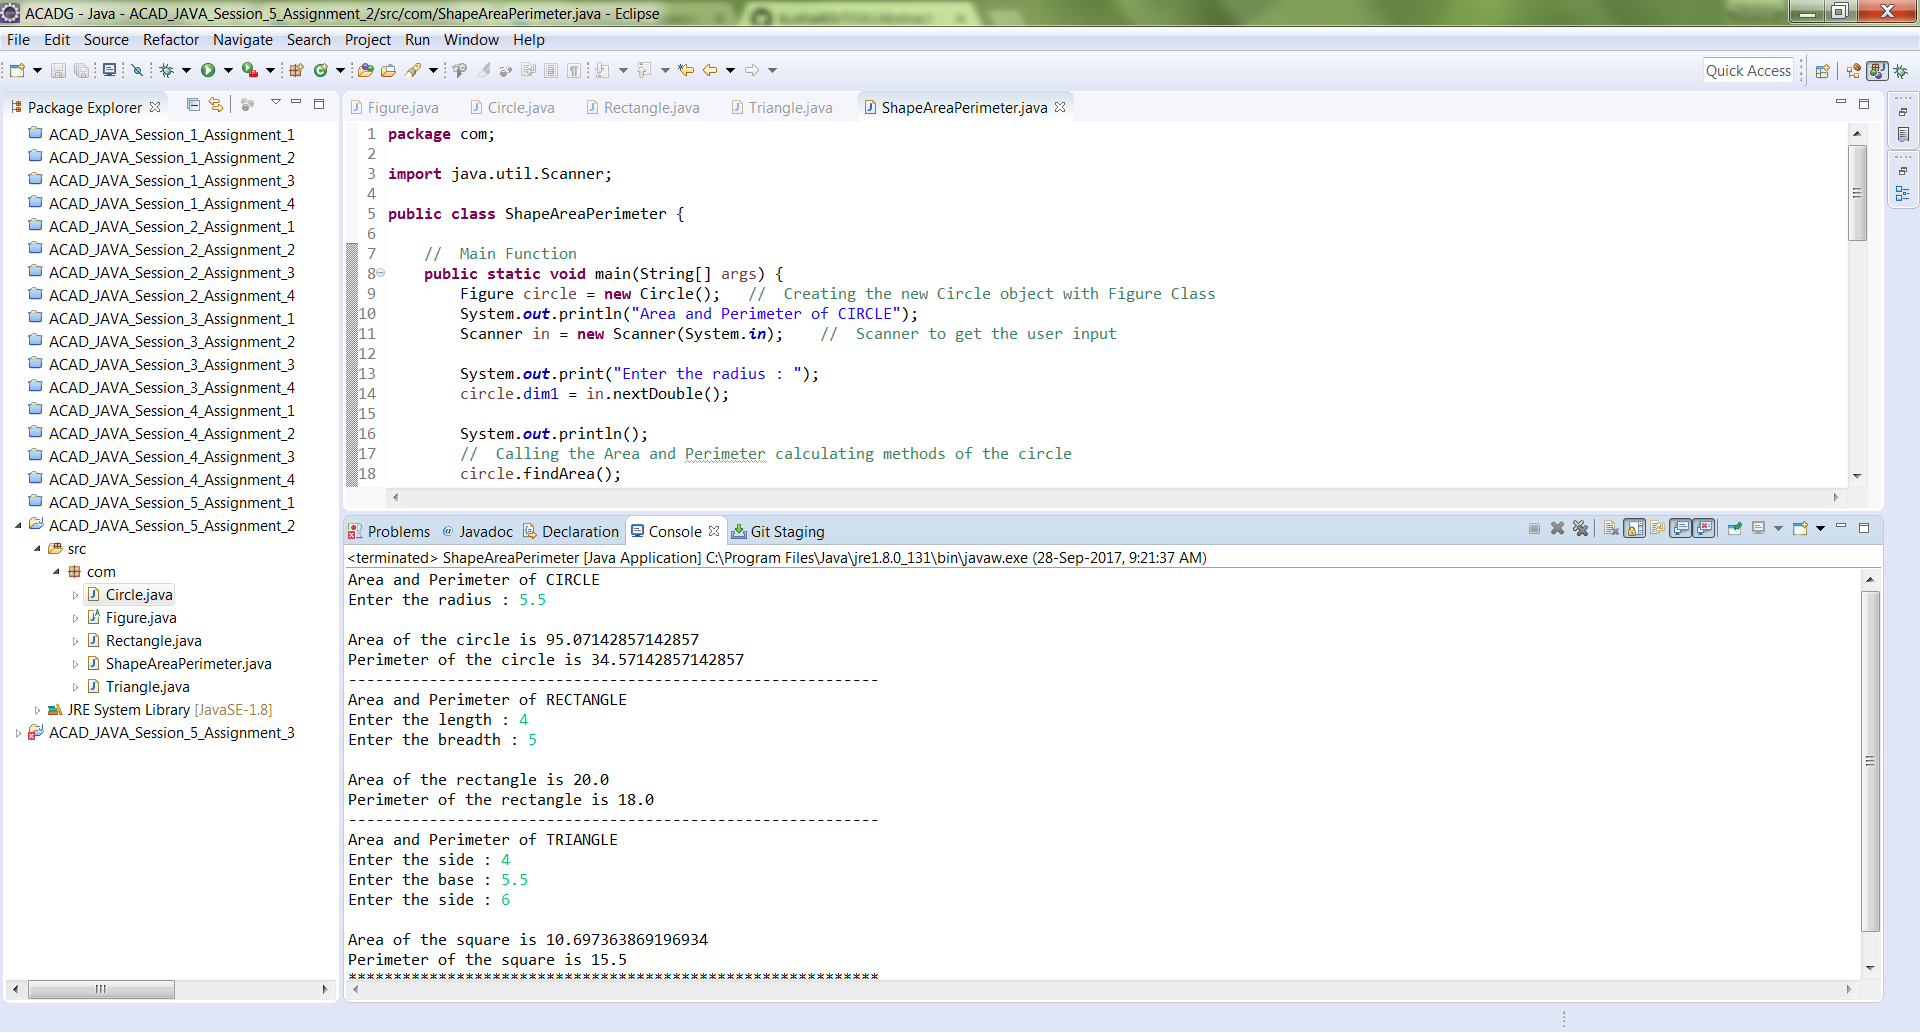 ACADG - Java - ACAD_JAVA_Session_5_Assignment_2/src/com/ShapeAreaPerimeter.java - Eclipse
File Edit Source Refactor Navigate Search Project Run Window Help
Quick Access
Package Explorer
ACAD_JAVA_Session_1_Assignment_1
ACAD_JAVA_Session_1_Assignment_2
ACAD_JAVA_Session_1_Assignment_3
ACAD_JAVA_Session_1_Assignment_4
ACAD_JAVA_Session_2_Assignment_1
ACAD_JAVA_Session_2_Assignment_2
ACAD_JAVA_Session_2_Assignment_3
ACAD_JAVA_Session_2_Assignment_4
ACAD_JAVA_Session_3_Assignment_1
ACAD_JAVA_Session_3_Assignment_2
ACAD_JAVA_Session_3_Assignment_3
ACAD_JAVA_Session_3_Assignment_4
ACAD_JAVA_Session_4_Assignment_1
ACAD_JAVA_Session_4_Assignment_2
ACAD_JAVA_Session_4_Assignment_3
ACAD_JAVA_Session_4_Assignment_4
ACAD_JAVA_Session_5_Assignment_1
ACAD_JAVA_Session_5_Assignment_2
src
com
Circle.java
Figure.java
Rectangle.java
ShapeAreaPerimeter.java
Triangle.java
JRE System Library [JavaSE-1.8]
ACAD_JAVA_Session_5_Assignment_3
Figure.java Circle.java Rectangle.java Triangle.java ShapeAreaPerimeter.java
1 package com;
2
3 import java.util.Scanner;
4
5 public class ShapeAreaPerimeter {
6
7 //  Main Function
8 public static void main(String[] args) {
9 Figure circle = new Circle();   //  Creating the new Circle object with Figure Class
10 System.out.println("Area and Perimeter of CIRCLE");
11 Scanner in = new Scanner(System.in);    //  Scanner to get the user input
12
13 System.out.print("Enter the radius : ");
14 circle.dim1 = in.nextDouble();
15
16 System.out.println();
17 //  Calling the Area and Perimeter calculating methods of the circle
18 circle.findArea();
Problems Javadoc Declaration Console Git Staging
<terminated> ShapeAreaPerimeter [Java Application] C:\Program Files\Java\jre1.8.0_131\bin\javaw.exe (28-Sep-2017, 9:21:37 AM)
Area and Perimeter of CIRCLE
Enter the radius : 5.5
Area of the circle is 95.07142857142857
Perimeter of the circle is 34.57142857142857
-----------------------------------------------------------
Area and Perimeter of RECTANGLE
Enter the length : 4
Enter the breadth : 5
Area of the rectangle is 20.0
Perimeter of the rectangle is 18.0
-----------------------------------------------------------
Area and Perimeter of TRIANGLE
Enter the side : 4
Enter the base : 5.5
Enter the side : 6
Area of the square is 10.697363869196934
Perimeter of the square is 15.5
***********************************************************